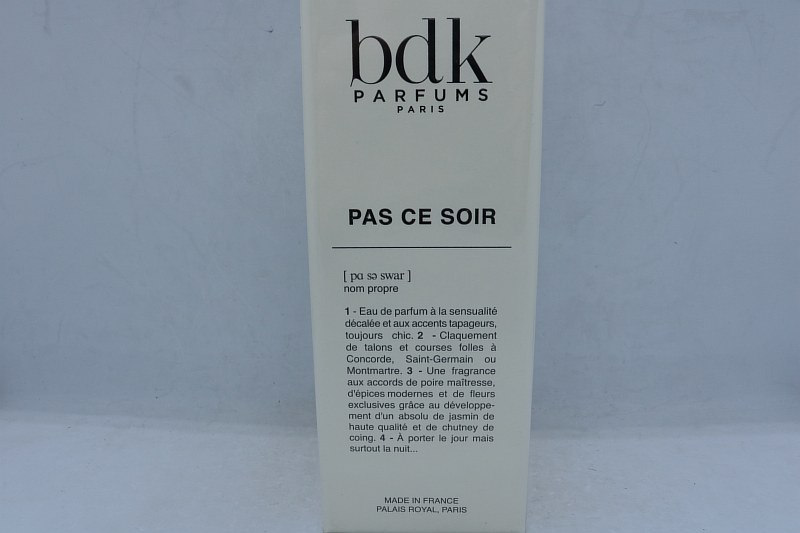 bdk
PARFUMS
PARIS
PAS CE SOIR
[ pɑ sə swar ]
nom propre
1 - Eau de parfum à la sensualité
décalée et aux accents tapageurs,
toujours chic. 2 - Claquement
de talons et courses folles à
Concorde, Saint-Germain ou
Montmartre. 3 - Une fragrance
aux accords de poire maîtresse,
d'épices modernes et de fleurs
exclusives grâce au développe-
ment d'un absolu de jasmin de
haute qualité et de chutney de
coing. 4 - À porter le jour mais
surtout la nuit...
MADE IN FRANCE
PALAIS ROYAL, PARIS